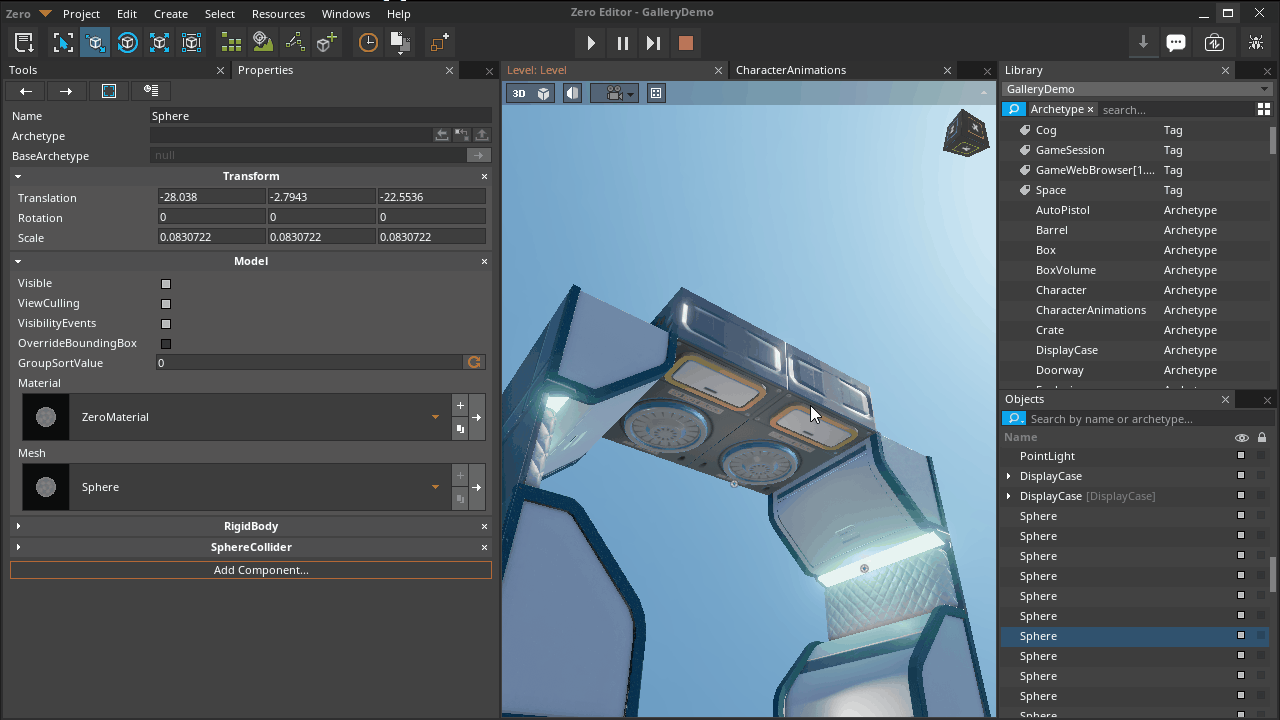 Zero Project Edit Create Select Resources Windows Help Zero Editor - GalleryDemo
Tools Properties
Name Sphere
Archetype
BaseArchetype null
Transform
Translation -28.038 -2.7943 -22.5536
Rotation 0 0 0
Scale 0.0830722 0.0830722 0.0830722
Model
Visible
ViewCulling
VisibilityEvents
OverrideBoundingBox
GroupSortValue 0
Material
ZeroMaterial
Mesh
Sphere
RigidBody
SphereCollider
Add Component...
Level: Level CharacterAnimations
3D
Library
GalleryDemo
Archetype × search...
Cog Tag
GameSession Tag
GameWebBrowser[1.... Tag
Space Tag
AutoPistol Archetype
Barrel Archetype
Box Archetype
BoxVolume Archetype
Character Archetype
CharacterAnimations Archetype
Crate Archetype
DisplayCase Archetype
Doorway Archetype
Objects
Search by name or archetype...
Name
PointLight
DisplayCase
DisplayCase [DisplayCase]
Sphere
Sphere
Sphere
Sphere
Sphere
Sphere
Sphere
Sphere
Sphere
Sphere